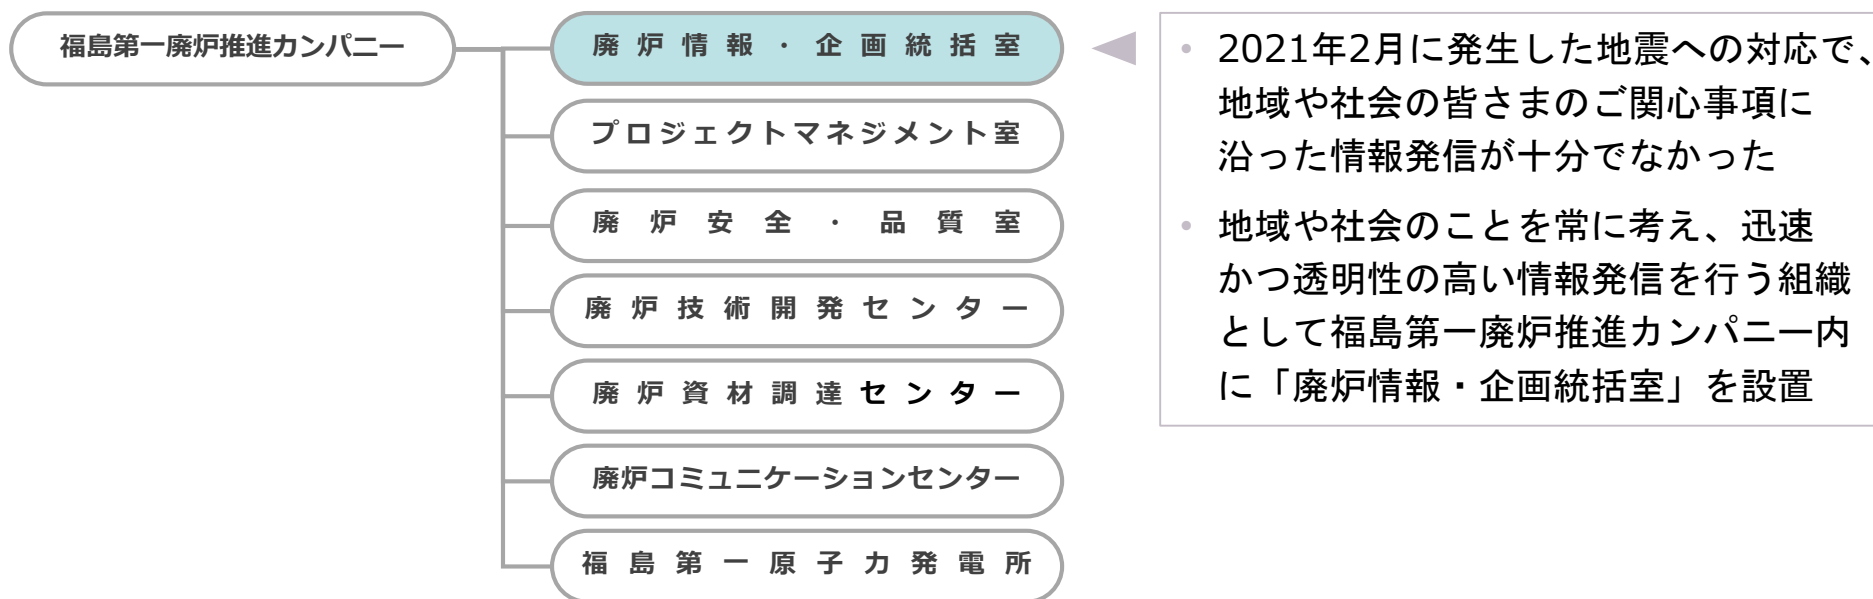 福島第一廃炉推進カンパニー
廃炉情報・企画統括室
プロジェクトマネジメント室
廃炉安全・品質室
廃炉技術開発センター
廃炉資材調達センター
廃炉コミュニケーションセンター
福島第一原子力発電所
• 2021年2月に発生した地震への対応で、
地域や社会の皆さまのご関心事項に
沿った情報発信が十分でなかった
• 地域や社会のことを常に考え、迅速
かつ透明性の高い情報発信を行う組織
として福島第一廃炉推進カンパニー内
に「廃炉情報・企画統括室」を設置